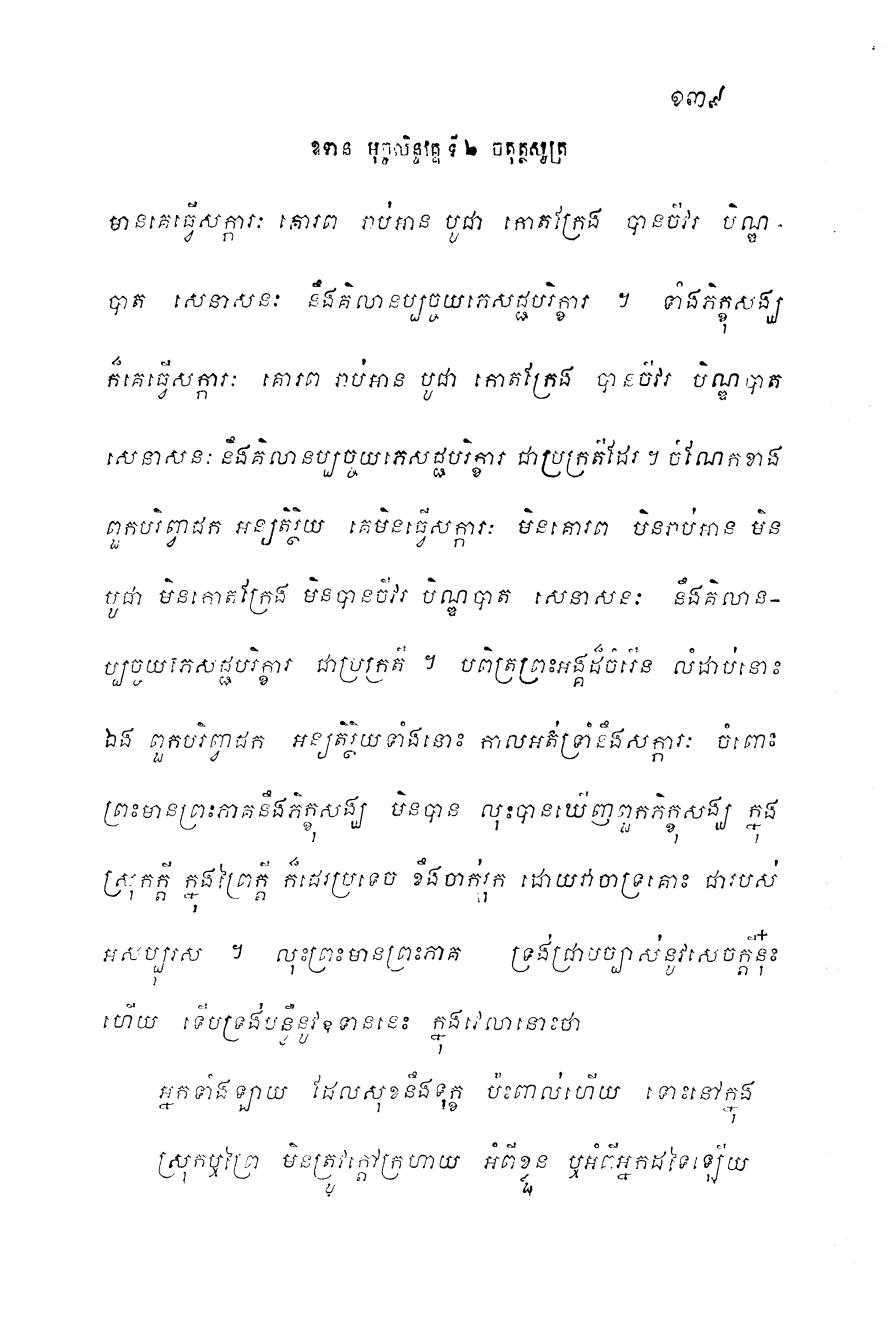 ១៣៩
ឧទាន មុច្ចលិន្ទវគ្គ ទី ២ ចតុត្ថសូត្រ
មានគេធ្វើសក្ការៈ គោរព រាប់អាន បូជា កោតក្រែង បានចីវរ បិណ្ឌ-
បាត សេនាសនៈ នឹងគិលានប្បច្ចយភេសជ្ជបរិក្ខារ ។ ទាំងភិក្ខុសង្ឃ
ក៏គេធ្វើសក្ការៈ គោរព រាប់អាន បូជា កោតក្រែង បានចីវរ បិណ្ឌបាត
សេនាសនៈ នឹងគិលានប្បច្ចយភេសជ្ជបរិក្ខារ ជាប្រក្រតីដែរ ។ ចំណែកខាង
ពួកបរិព្វាជក អន្យតិរ្ថិយ គេមិនធ្វើសក្ការៈ មិនគោរព មិនរាប់អាន មិន
បូជា មិនកោតក្រែង មិនបានចីវរ បិណ្ឌបាត សេនាសនៈ នឹងគិលាន-
ប្បច្ចយភេសជ្ជបរិក្ខារ ជាប្រក្រតី ។ បពិត្រព្រះអង្គដ៏ចំរើន លំដាប់នោះ
ឯង ពួកបរិព្វាជក អន្យតិរ្ថិយទាំងនោះ កាលអត់ទ្រាំនឹងសក្ការៈ ចំពោះ
ព្រះមានព្រះភាគនឹងភិក្ខុសង្ឃ មិនបាន លុះបានឃើញពួកភិក្ខុសង្ឃ ក្នុង
ស្រុកក្តី ក្នុងព្រៃក្តី ក៏ដេរប្រទេច ខឹងចាក់រុក ដោយវាចាទ្រគោះ ជារបស់
អសប្បុរស ។ លុះព្រះមានព្រះភាគ ទ្រង់ជ្រាបច្បាស់នូវសេចក្តីនុ៎ះ
ហើយ ទើបទ្រង់បន្លឺនូវឧទាននេះ ក្នុងវេលានោះថា
អ្នកទាំងឡាយ ដែលសុខនឹងទុក្ខ ប៉ះពាល់ហើយ ទោះនៅក្នុង
ស្រុកឬព្រៃ មិនត្រូវក្តៅក្រហាយ អំពីខ្លួន ឬអំពីអ្នកដទៃឡើយ